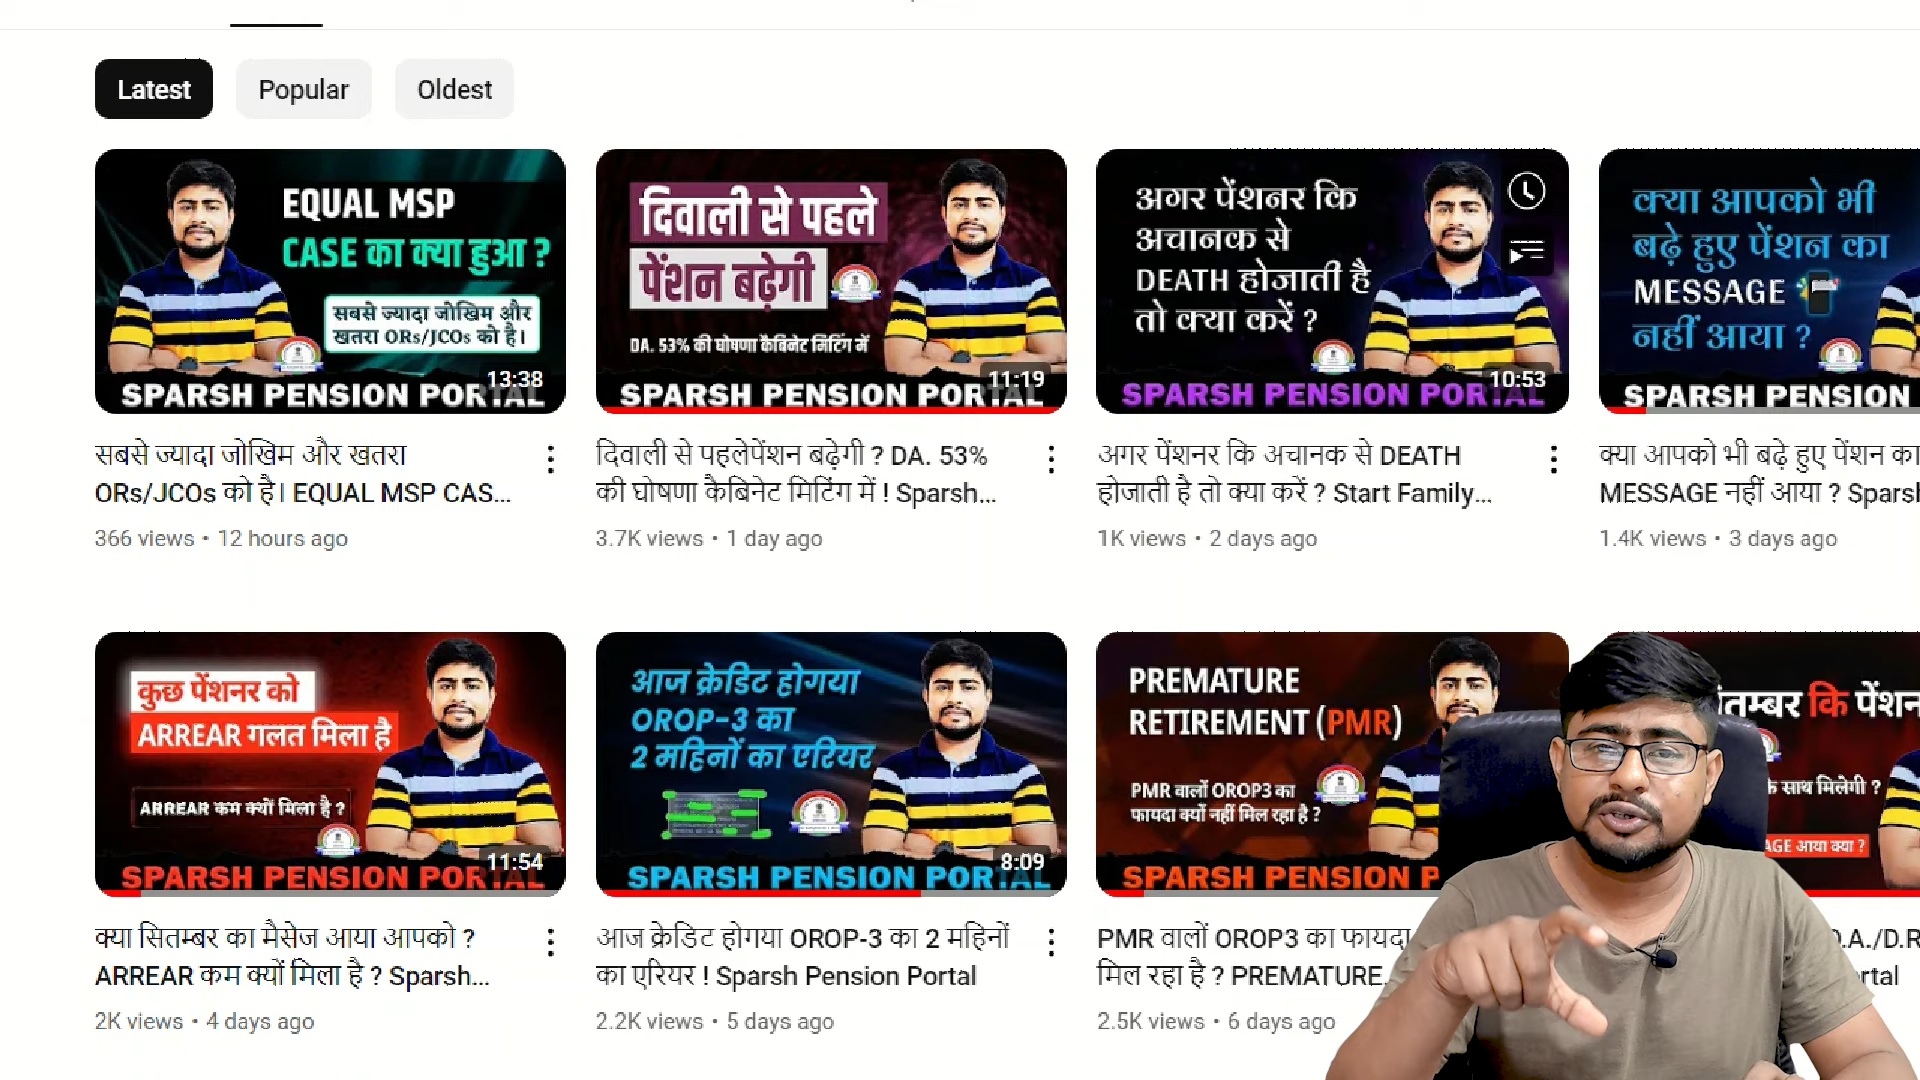 Latest
Popular
Oldest
EQUAL MSP
CASE का क्या हुआ ?
सबसे ज्यादा जोखिम और
खतरा ORs/JCOs को है।
13:38
SPARSH PENSION PORTAL
सबसे ज्यादा जोखिम और खतरा
ORs/JCOs को है। EQUAL MSP CAS...
366 views • 12 hours ago
दिवाली से पहले
पेंशन बढ़ेगी
DA. 53% की घोषणा कैबिनेट मिटिंग में
11:19
SPARSH PENSION PORTAL
दिवाली से पहलेपेंशन बढ़ेगी ? DA. 53%
की घोषणा कैबिनेट मिटिंग में ! Sparsh...
3.7K views • 1 day ago
अगर पेंशनर कि
अचानक से
DEATH होजाती है
तो क्या करें ?
10:53
SPARSH PENSION PORTAL
अगर पेंशनर कि अचानक से DEATH
होजाती है तो क्या करें ? Start Family...
1K views • 2 days ago
क्या आपको भी
बढ़े हुए पेंशन का
MESSAGE
नहीं आया ?
SPARSH PENSION
क्या आपको भी बढ़े हुए पेंशन का
MESSAGE नहीं आया ? Sparsh
1.4K views • 3 days ago
कुछ पेंशनर को
ARREAR गलत मिला है
ARREAR कम क्यों मिला है ?
11:54
SPARSH PENSION PORTAL
क्या सितम्बर का मैसेज आया आपको ?
ARREAR कम क्यों मिला है ? Sparsh...
2K views • 4 days ago
आज क्रेडिट होगया
OROP-3 का
2 महिनों का एरियर
8:09
SPARSH PENSION PORTAL
आज क्रेडिट होगया OROP-3 का 2 महिनों
का एरियर ! Sparsh Pension Portal
2.2K views • 5 days ago
PREMATURE
RETIREMENT (PMR)
PMR वालों OROP3 का
फायदा क्यों नहीं मिल रहा है ?
SPARSH PENSION P
PMR वालों OROP3 का फायदा
मिल रहा है ? PREMATURE
2.5K views • 6 days ago
तम्बर कि पेंशन
के साथ मिलेगी ?
AGE आया क्या ?
D.A./D.R
rtal